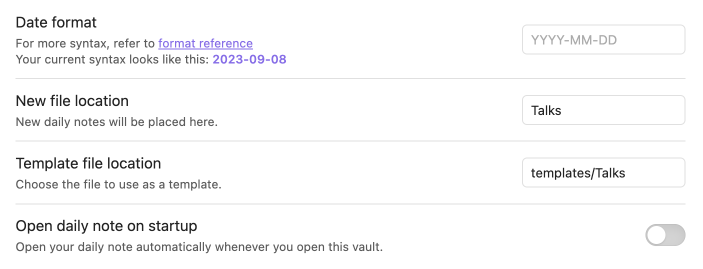 Date format
For more syntax, refer to format reference
Your current syntax looks like this: 2023-09-08
YYYY-MM-DD
New file location
New daily notes will be placed here.
Talks
Template file location
Choose the file to use as a template.
templates/Talks
Open daily note on startup
Open your daily note automatically whenever you open this vault.